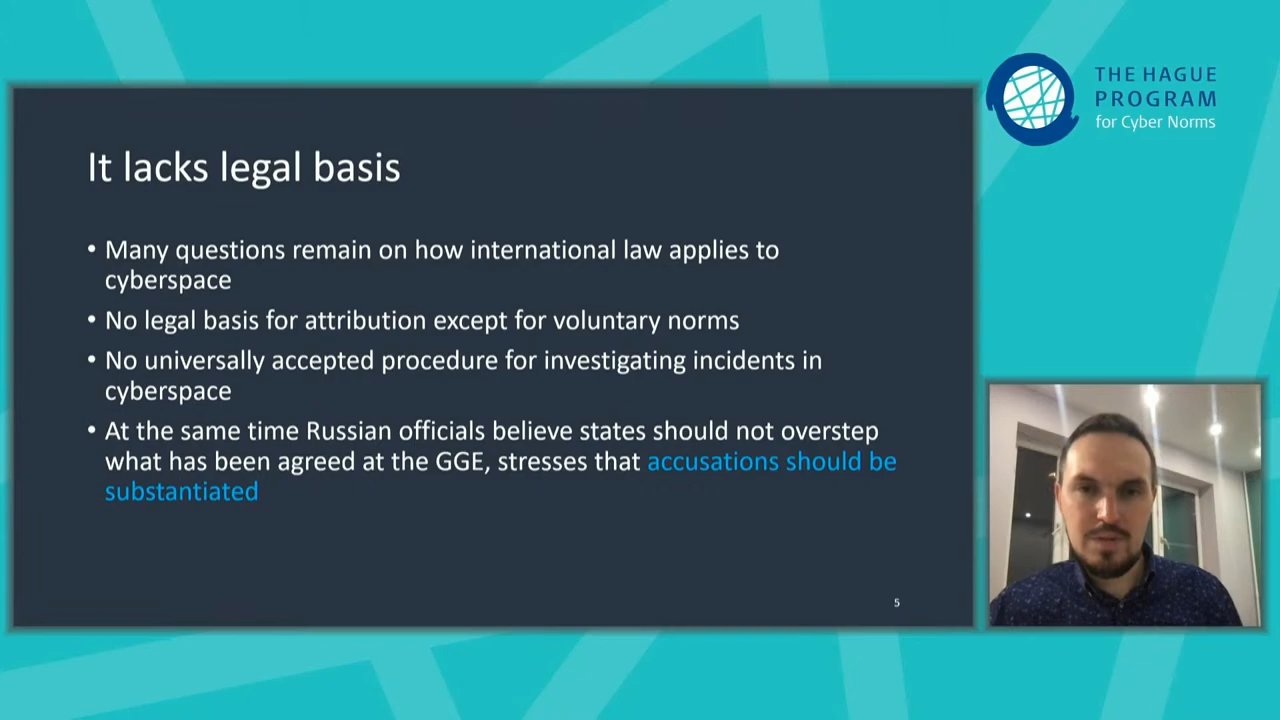 THE HAGUE
PROGRAM
for Cyber Norms
It lacks legal basis
• Many questions remain on how international law applies to
cyberspace
• No legal basis for attribution except for voluntary norms
• No universally accepted procedure for investigating incidents in
cyberspace
• At the same time Russian officials believe states should not overstep
what has been agreed at the GGE, stresses that accusations should be
substantiated
5